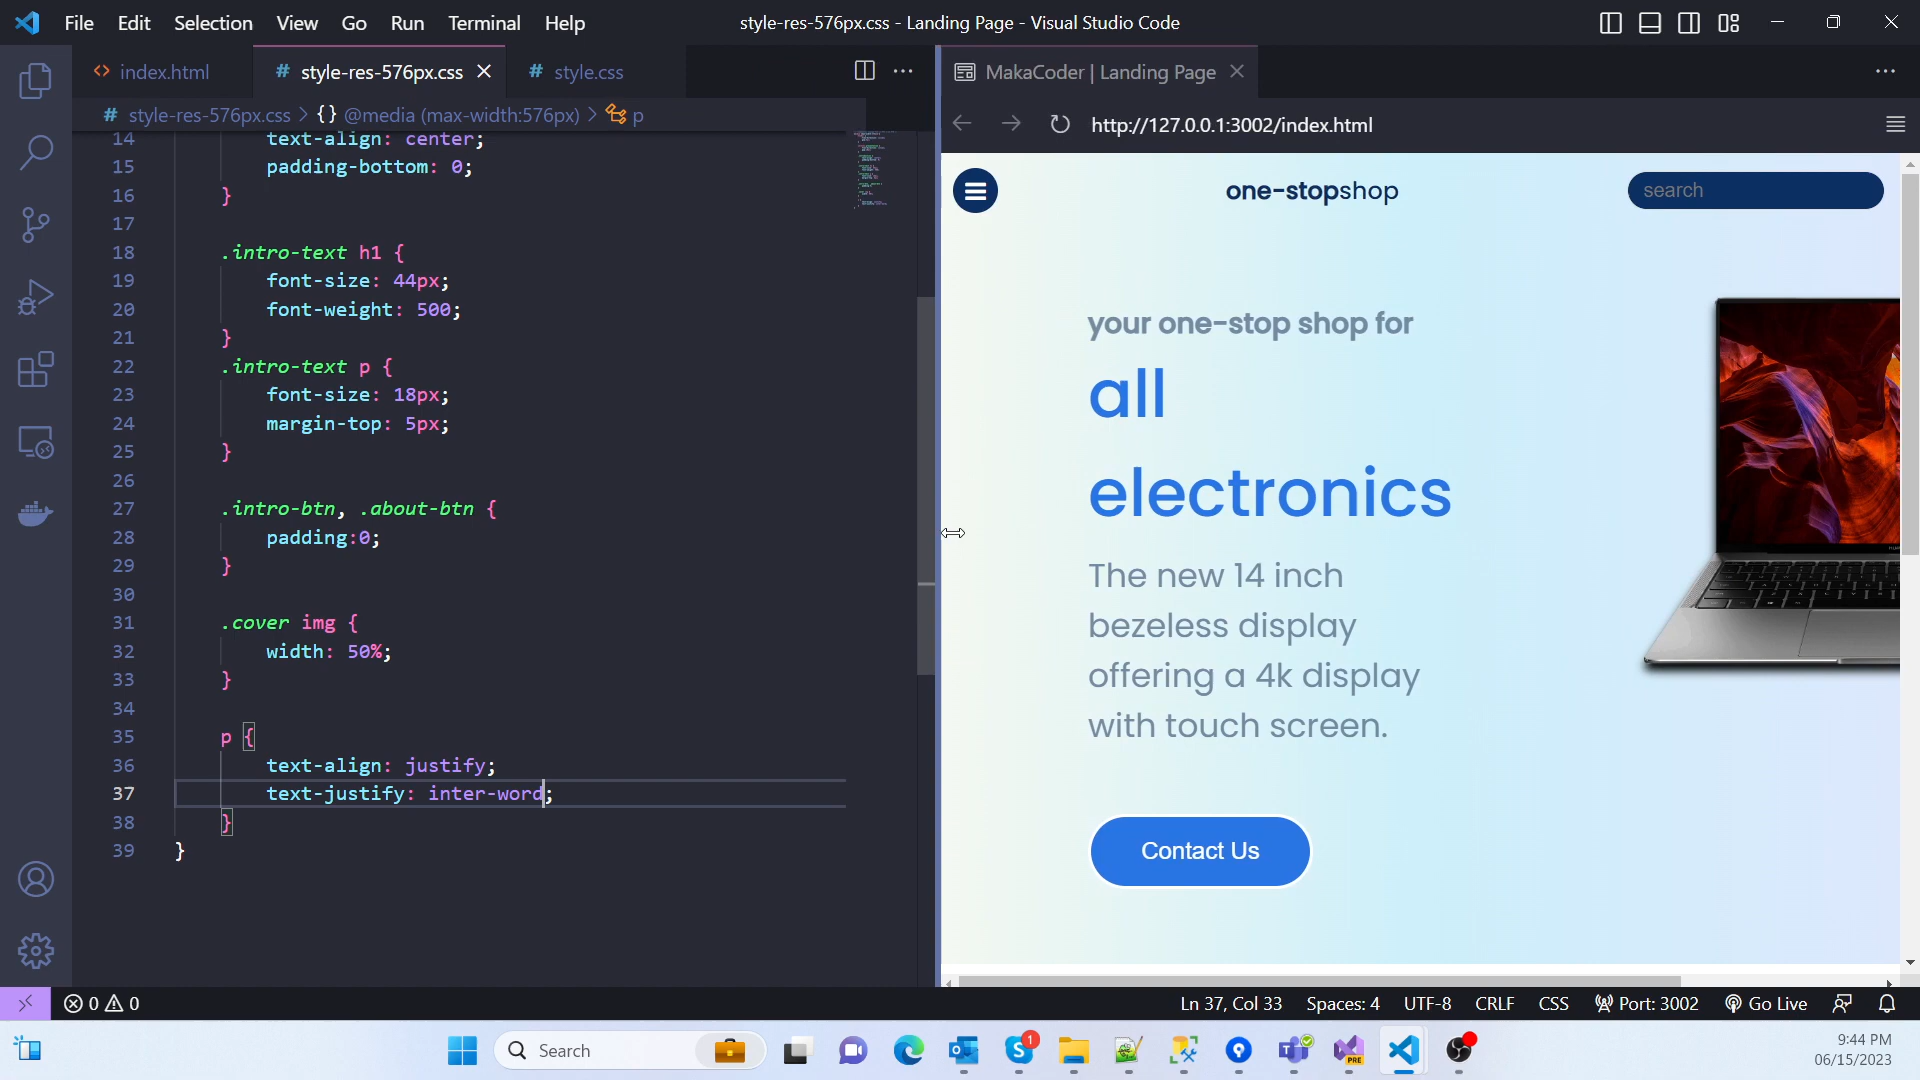 File Edit Selection View Go Run Terminal Help
style-res-576px.css - Landing Page - Visual Studio Code
index.html
# style-res-576px.css
# style.css
# style-res-576px.css > {} @media (max-width:576px) > p
14 text-align: center;
15 padding-bottom: 0;
16 }
17
18 .intro-text h1 {
19 font-size: 44px;
20 font-weight: 500;
21 }
22 .intro-text p {
23 font-size: 18px;
24 margin-top: 5px;
25 }
26
27 .intro-btn, .about-btn {
28 padding:0;
29 }
30
31 .cover img {
32 width: 50%;
33 }
34
35 p {
36 text-align: justify;
37 text-justify: inter-word;
38 }
39 }
MakaCoder | Landing Page
http://127.0.0.1:3002/index.html
one-stopshop
search
your one-stop shop for
all
electronics
The new 14 inch
bezeless display
offering a 4k display
with touch screen.
Contact Us
0 0
Ln 37, Col 33 Spaces: 4 UTF-8 CRLF CSS Port: 3002 Go Live
Search
1
PRE
9:44 PM
06/15/2023